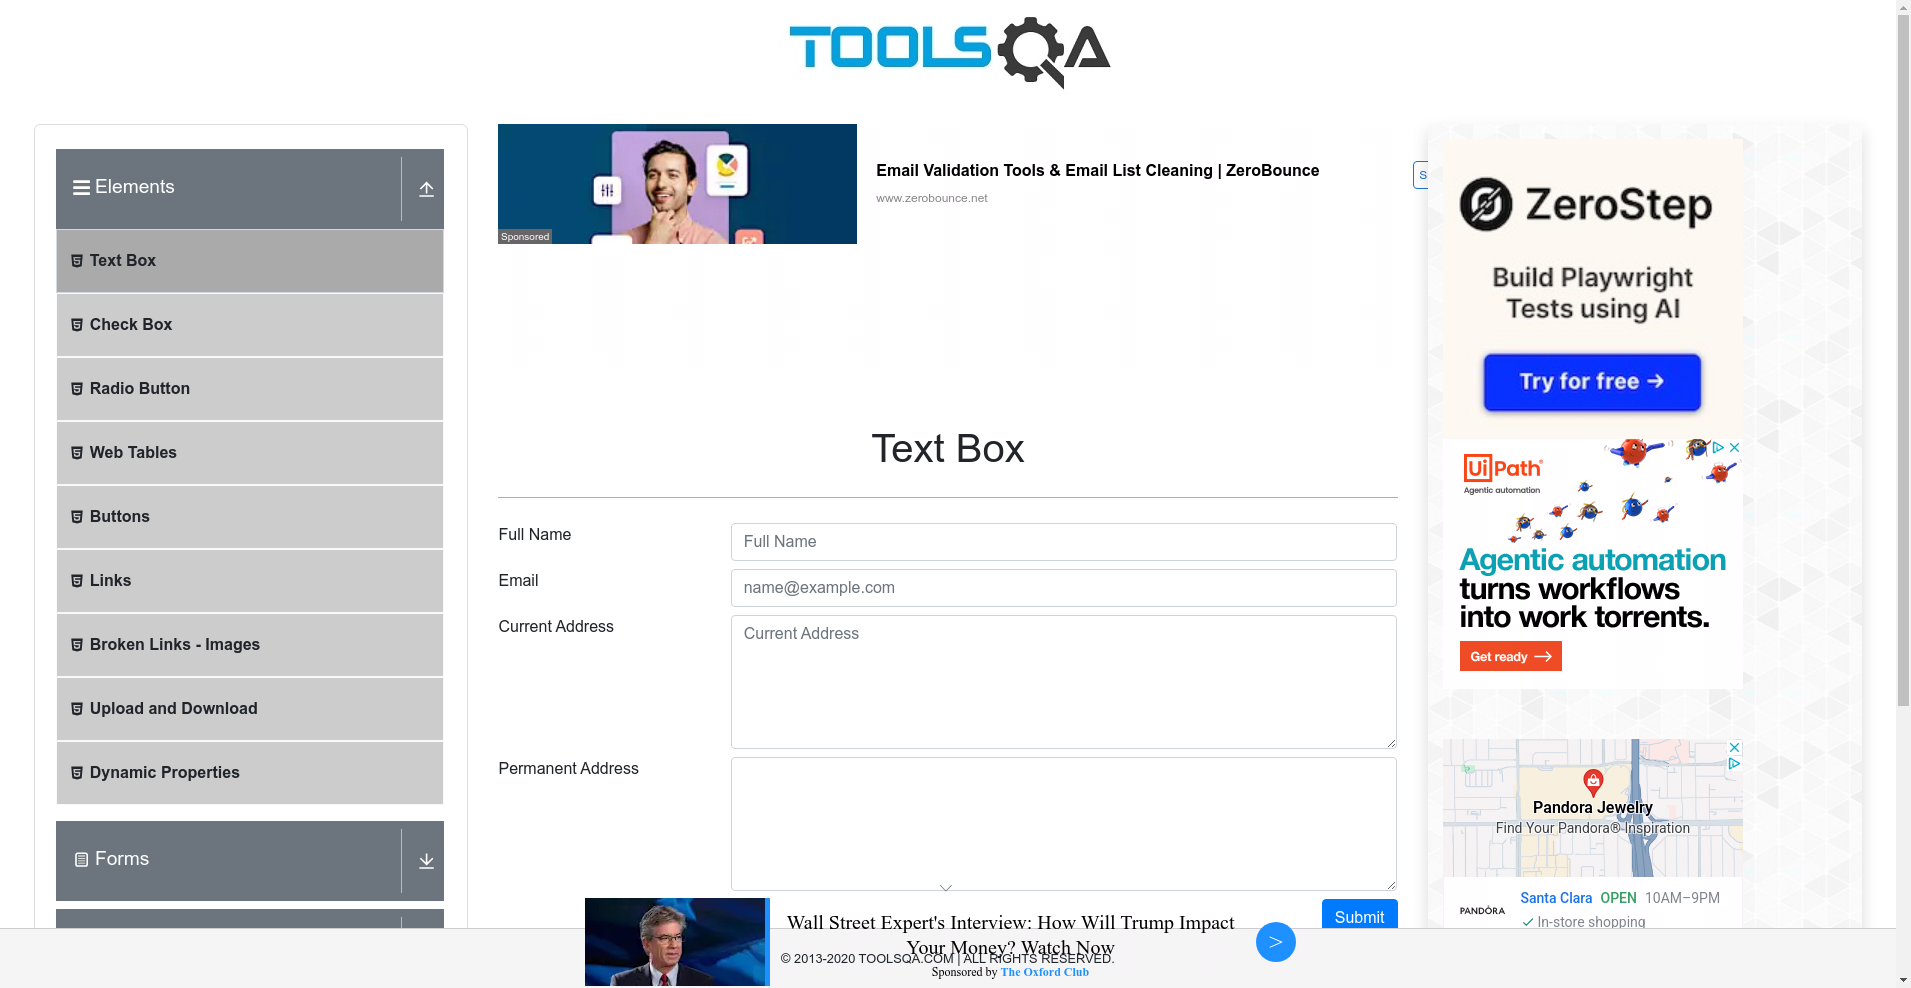 TOOLSQA
Elements
Text Box
Check Box
Radio Button
Web Tables
Buttons
Links
Broken Links - Images
Upload and Download
Dynamic Properties
Forms
Sponsored
Email Validation Tools & Email List Cleaning | ZeroBounce
www.zerobounce.net
S
Text Box
Full Name
Full Name
Email
name@example.com
Current Address
Current Address
Permanent Address
Submit
ZeroStep
Build Playwright
Tests using AI
Try for free →
UiPath
Agentic automation
Agentic automation
turns workflows
into work torrents.
Get ready →
Pandora Jewelry
Find Your Pandora® Inspiration
PANDÓRA
Santa Clara OPEN 10AM–9PM
In-store shopping
Wall Street Expert's Interview: How Will Trump Impact
Your Money? Watch Now
>
© 2013-2020 TOOLSQA.COM | ALL RIGHTS RESERVED.
Sponsored by The Oxford Club